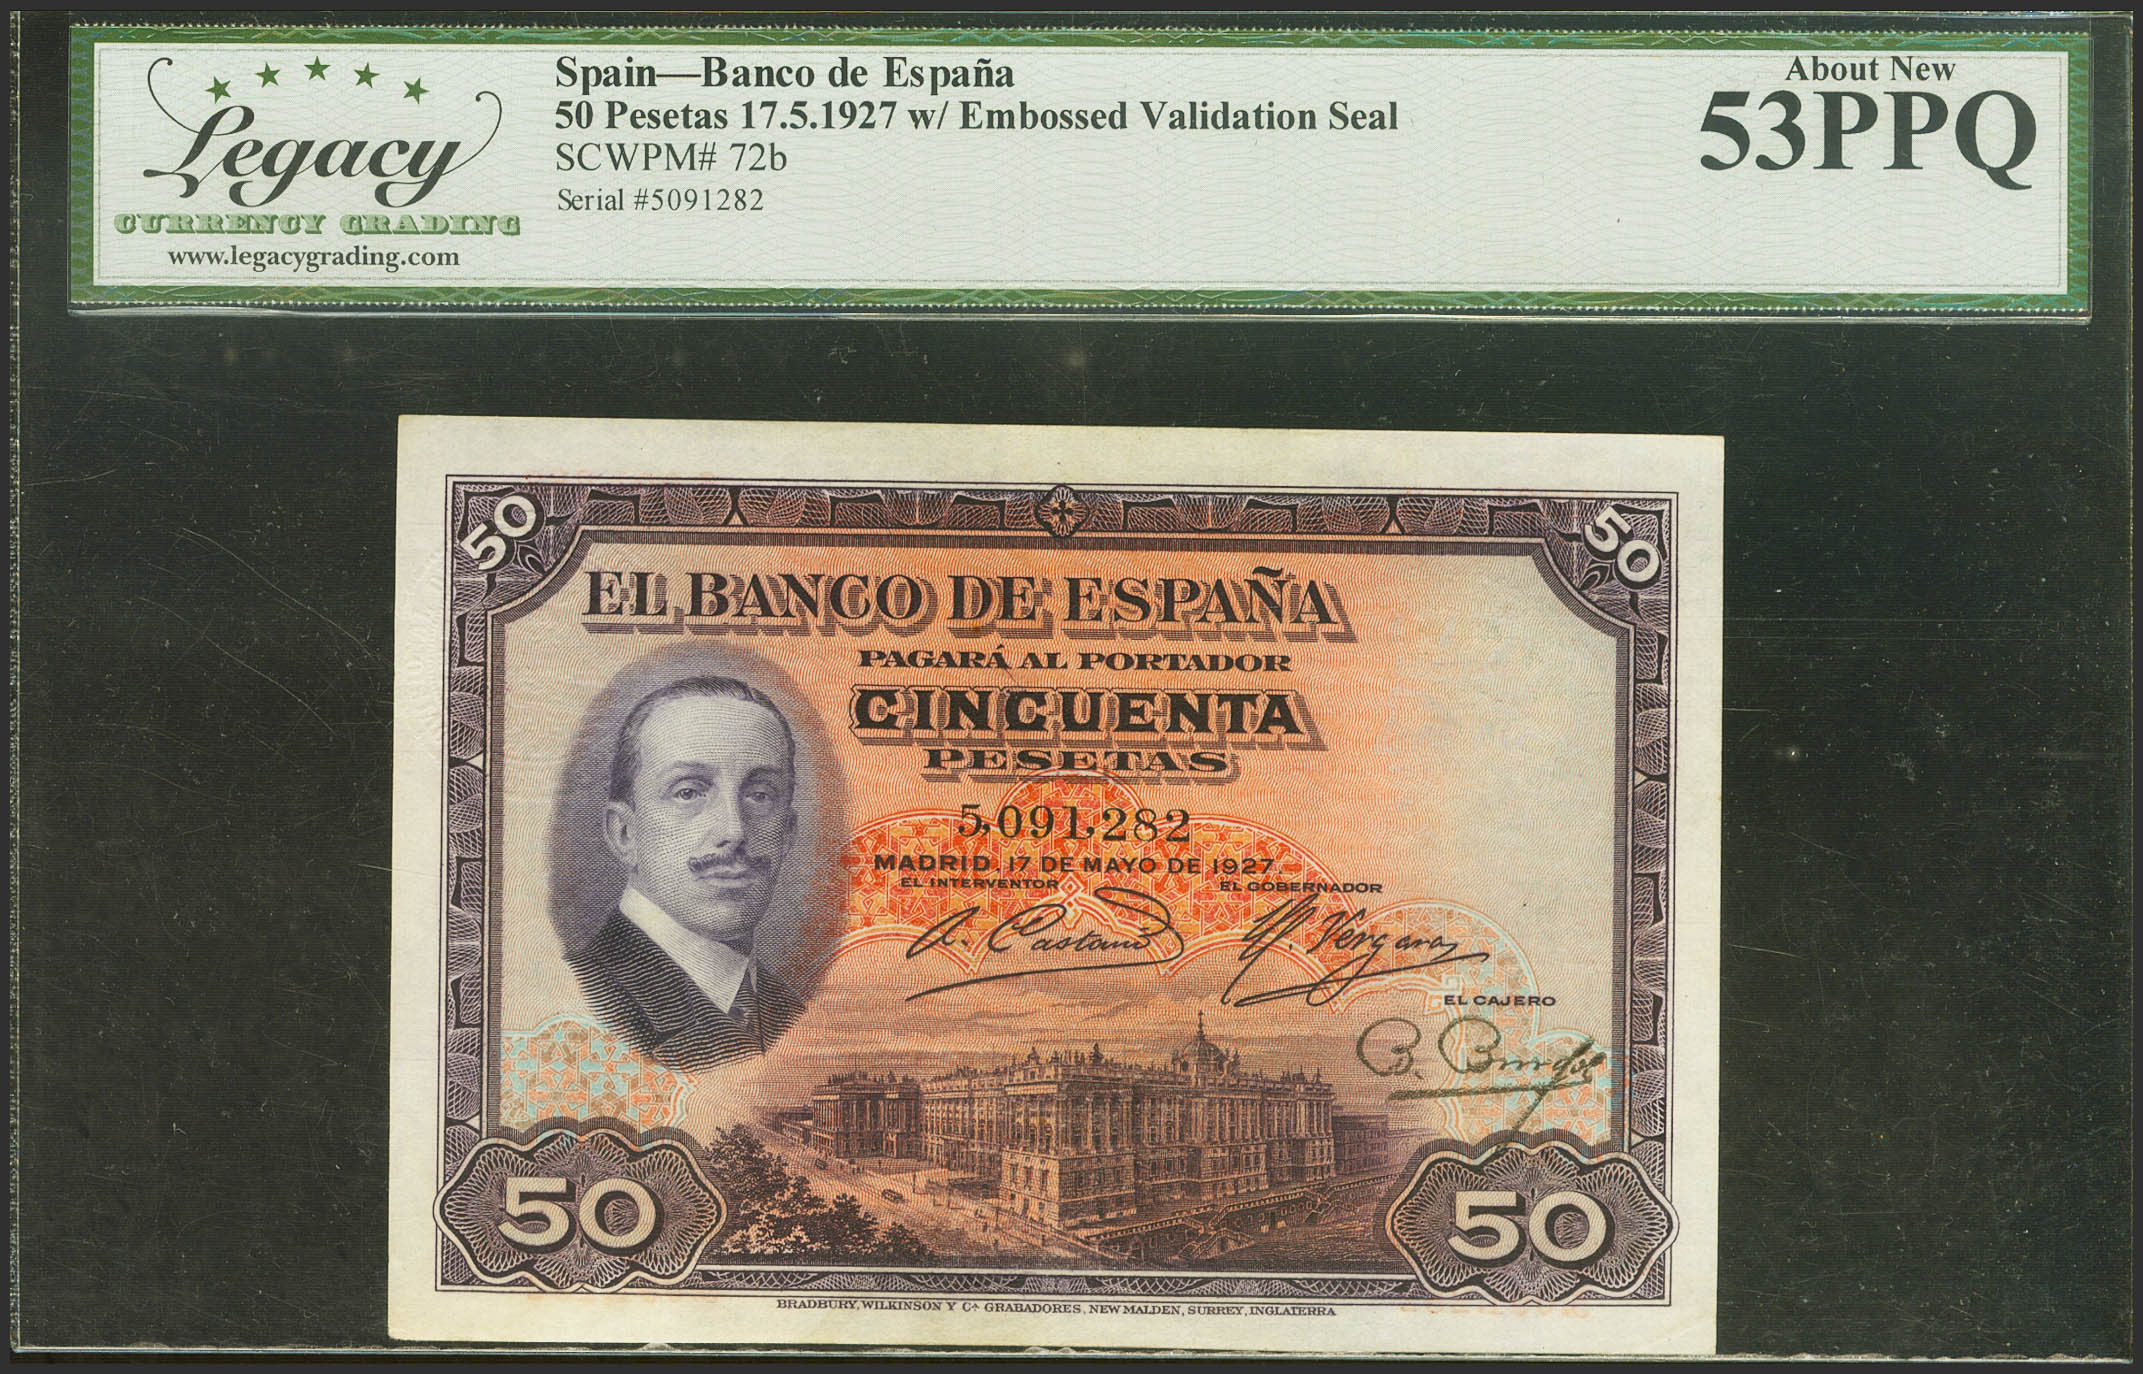 Legacy
CURRENCY GRADING
www.legacygrading.com
Spain—Banco de España
50 Pesetas 17.5.1927 w/ Embossed Validation Seal
SCWPM# 72b
Serial #5091282
About New
53PPQ
50
50
EL BANCO DE ESPAÑA
PAGARÁ AL PORTADOR
CINCUENTA
PESETAS
5,091,282
MADRID, 17 DE MAYO DE 1927.
EL INTERVENTOR
EL GOBERNADOR
A. Castaño
M. Vergara
EL CAJERO
50
50
BRADBURY, WILKINSON Y Cª GRABADORES, NEW MALDEN, SURREY, INGLATERRA